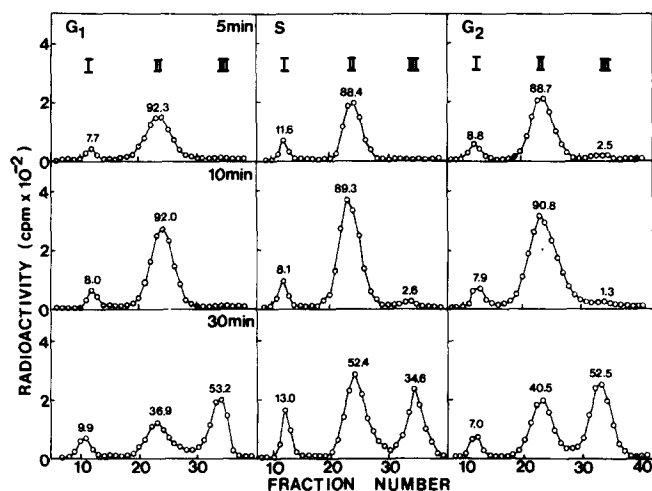 G1 5min S G2
I II III I II III I II III
7.7 92.3 11.6 88.4 8.8 88.7 2.5
4
2
0
10min
8.0 92.0 8.1 89.3 2.6 7.9 90.8 1.3
4
2
0
30min
9.9 36.9 53.2 13.0 52.4 34.6 7.0 40.5 52.5
4
2
0
10 20 30 10 20 30 10 20 30 40
FRACTION NUMBER
RADIOACTIVITY (cpm x 10-2)